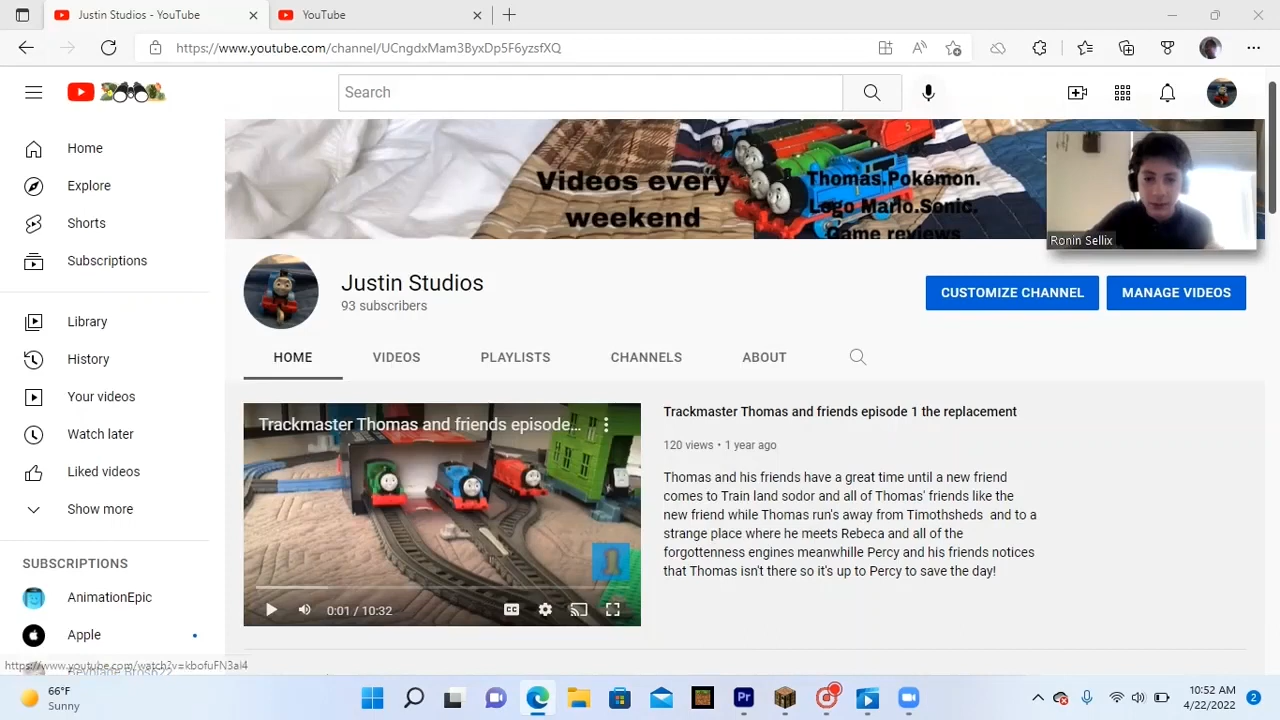 Justin Studios - YouTube
YouTube
https://www.youtube.com/channel/UCngdxMam3ByxDp5F6yzsfXQ
Search
Home
Explore
Shorts
Subscriptions
Library
History
Your videos
Watch later
Liked videos
Show more
SUBSCRIPTIONS
AnimationEpic
Apple
Beyblade Bros622
https://www.youtube.com/watch?v=kbofuFN3al4
Videos every
weekend
Thomas.Pokémon.
Logo Mario.Sonic.
Game reviews
Ronin Sellix
Justin Studios
93 subscribers
CUSTOMIZE CHANNEL
MANAGE VIDEOS
HOME
VIDEOS
PLAYLISTS
CHANNELS
ABOUT
Trackmaster Thomas and friends episode...
1
CC
0:01 / 10:32
Trackmaster Thomas and friends episode 1 the replacement
120 views • 1 year ago
Thomas and his friends have a great time until a new friend
comes to Train land sodor and all of Thomas' friends like the
new friend while Thomas run's away from Timothsheds and to a
strange place where he meets Rebeca and all of the
forgottenness engines meanwhille Percy and his friends notices
that Thomas isn't there so it's up to Percy to save the day!
66°F
Sunny
Pr
10:52 AM
4/22/2022
2